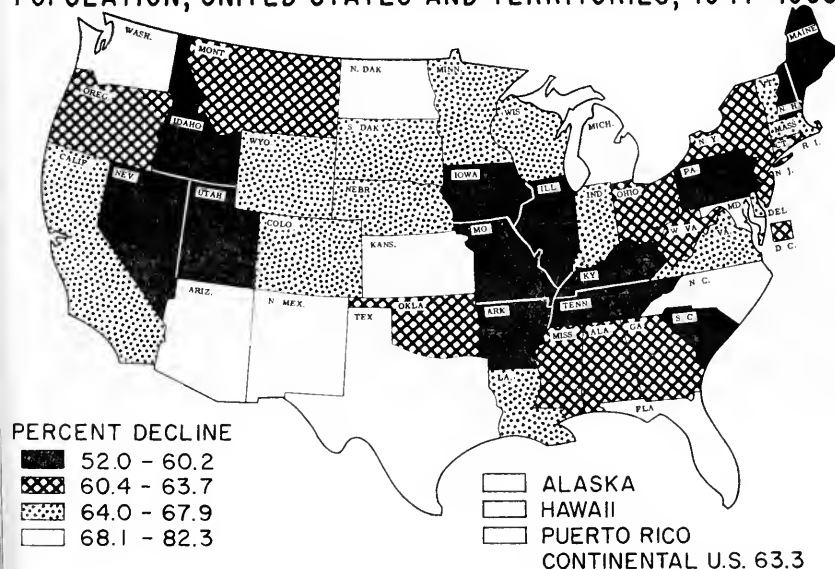 POPULATION, UNITED STATES AND TERRITORIES,
WASH.
MONT
N. DAK
MINN
MAINE
OREG
IDAHO
WYO
S. DAK
WIS
MICH.
N. Y.
VT
N. H.
MASS
CT
R. I.
CALIF
NEV.
UTAH
COLO
NEBR
IOWA
ILL
IND
OHIO
PA
N. J.
KANS.
MO
KY
W VA
VA
MD
DEL
D C.
ARIZ.
N MEX.
TEX
OKLA
ARK
TENN
N C.
S. C.
MISS
ALA
GA
LA
FLA
PERCENT DECLINE
52.0 - 60.2
60.4 - 63.7
64.0 - 67.9
68.1 - 82.3
ALASKA
HAWAII
PUERTO RICO
CONTINENTAL U.S. 63.3